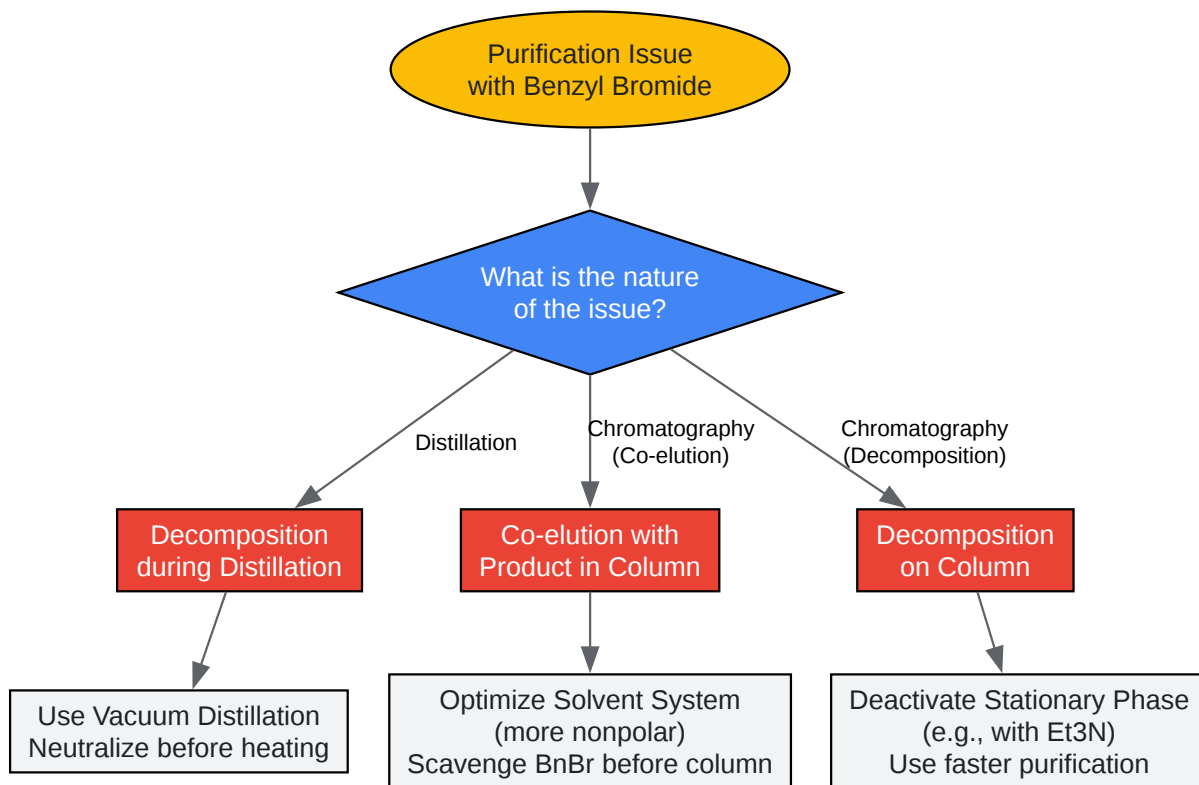 Purification Issue
with Benzyl Bromide
What is the nature
of the issue?
Distillation
Chromatography
(Co-elution)
Chromatography
(Decomposition)
Decomposition
during Distillation
Co-elution with
Product in Column
Decomposition
on Column
Use Vacuum Distillation
Neutralize before heating
Optimize Solvent System
(more nonpolar)
Scavenge BnBr before column
Deactivate Stationary Phase
(e.g., with Et3N)
Use faster purification